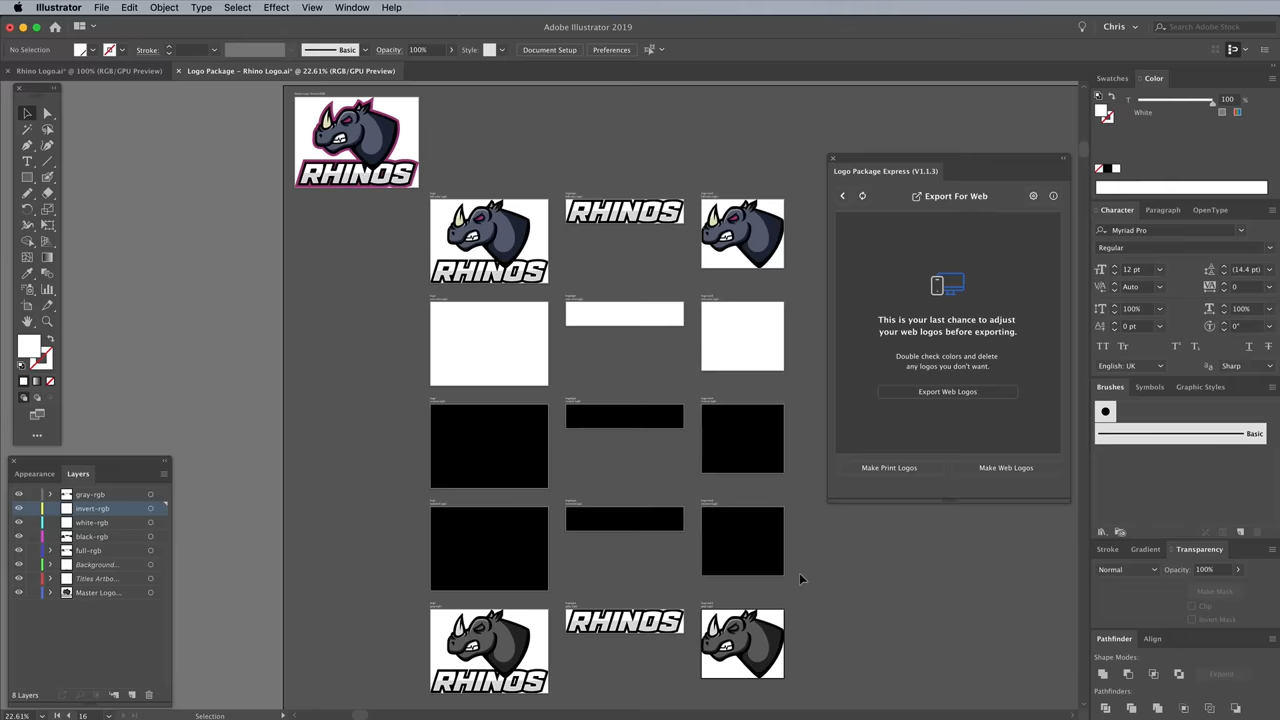 Illustrator File Edit Object Type Select Effect View Window Help
Adobe Illustrator 2019
Chris
Search Adobe Stock
No Selection
Stroke:
Basic
Opacity: 100%
Style:
Document Setup
Preferences
Rhino Logo.ai* @ 100% (RGB/GPU Preview)
Logo Package – Rhino Logo.ai* @ 22.61% (RGB/GPU Preview)
Swatches Color
T 100 %
White
RHINOS
Logo Package Express (V1.1.3)
Export For Web
This is your last chance to adjust
your web logos before exporting.
Double check colors and delete
any logos you don't want.
Export Web Logos
Make Print Logos
Make Web Logos
RHINOS
RHINOS
RHINOS
RHINOS
Character Paragraph OpenType
Myriad Pro
Regular
12 pt
(14.4 pt)
Auto
0
100%
100%
0 pt
0°
English: UK
Sharp
Brushes Symbols Graphic Styles
Basic
Appearance Layers
gray-rgb
invert-rgb
white-rgb
black-rgb
full-rgb
Background...
Titles Artbo...
Master Logo...
8 Layers
Stroke Gradient Transparency
Normal
Opacity: 100%
Make Mask
Clip
Invert Mask
Pathfinder Align
Shape Modes:
Expand
Pathfinders:
22.61%
16
Selection